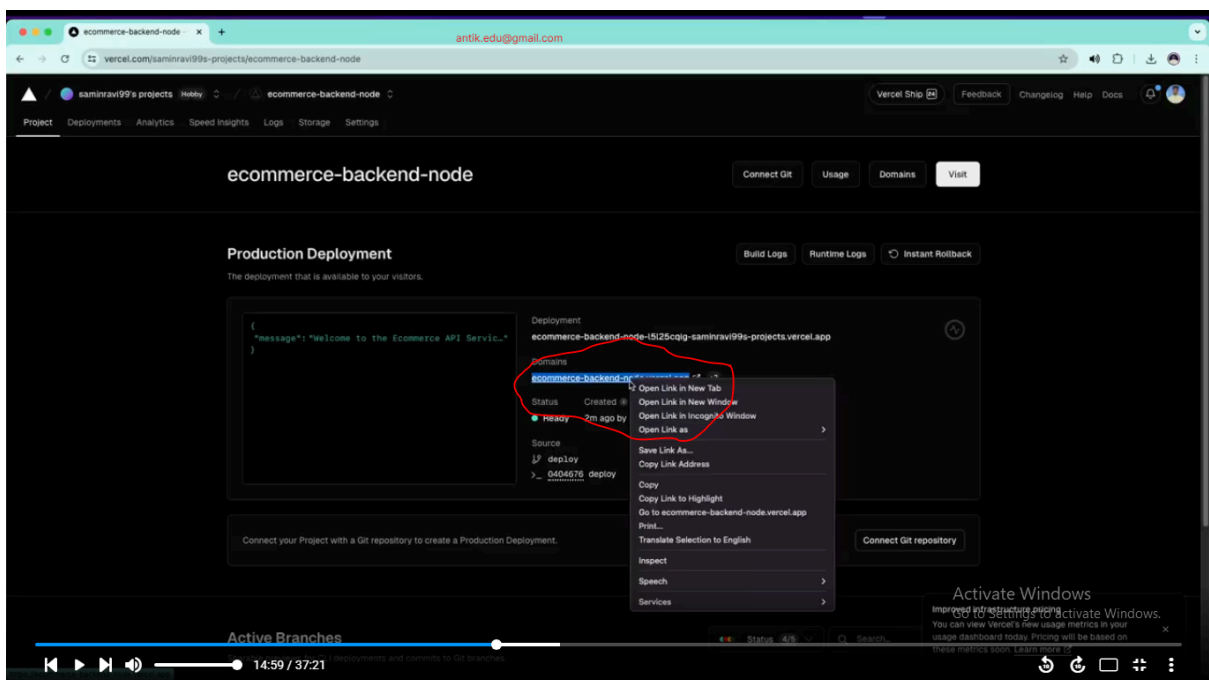 ecommerce-backend-node
antik.edu@gmail.com
vercel.com/saminravi99s-projects/ecommerce-backend-node
saminravi99's projects Hobby ecommerce-backend-node
Vercel Ship Feedback Changelog Help Docs
Project Deployments Analytics Speed Insights Logs Storage Settings
ecommerce-backend-node
Connect Git Usage Domains Visit
Production Deployment
Build Logs Runtime Logs Instant Rollback
The deployment that is available to your visitors.
{
"message": "Welcome to the Ecommerce API Servic…"
}
Deployment
Domains
Status Created
Ready 2m ago by
Source
deploy
0404676 deploy
Open Link in New Tab
Open Link in New Window
Open Link in Incognito Window
Open Link as
Save Link As...
Copy Link Address
Copy
Copy Link to Highlight
Go to ecommerce-backend-node.vercel.app
Print...
Translate Selection to English
Inspect
Speech
Services
Connect your Project with a Git repository to create a Production Deployment.
Connect Git repository
Activate Windows
Go to Settings to activate Windows.
Improved infrastructure pricing
You can view Vercel's new usage metrics in your
usage dashboard today. Pricing will be based on
these metrics soon. Learn more
Active Branches
Status 4/5 Search...
14:59 / 37:21